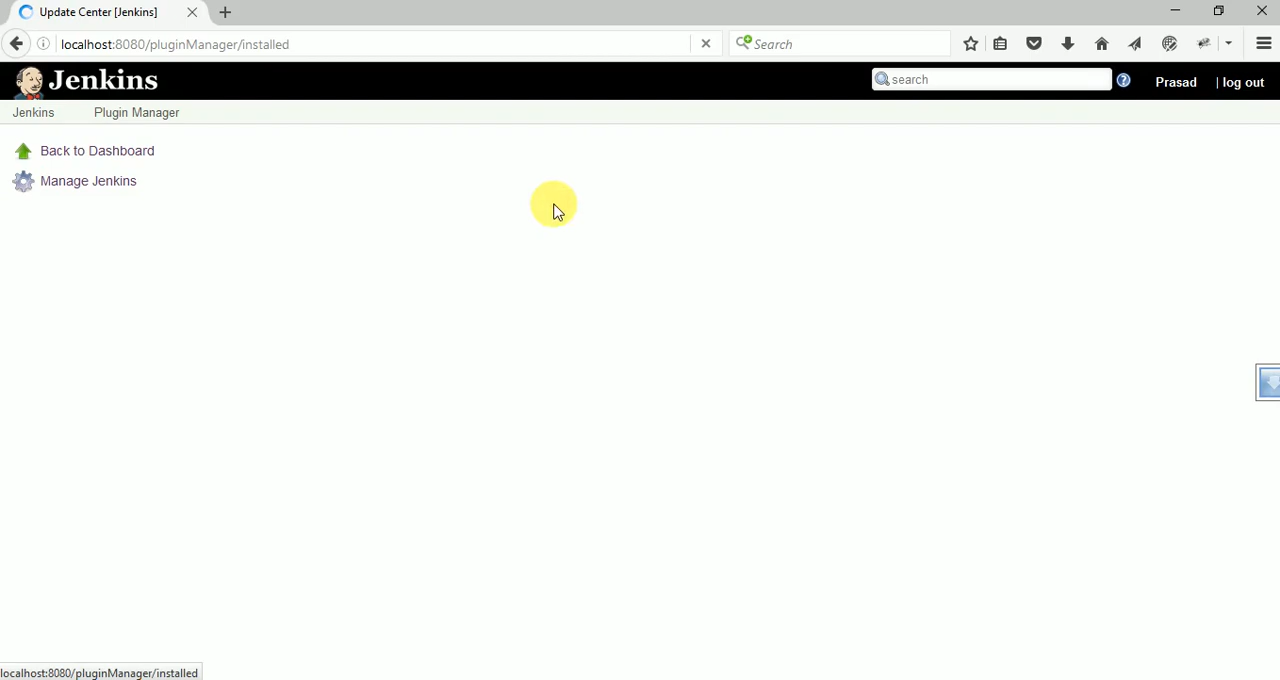 Update Center [Jenkins]
localhost:8080/pluginManager/installed
Search
Jenkins
search
Prasad
| log out
Jenkins
Plugin Manager
Back to Dashboard
Manage Jenkins
localhost:8080/pluginManager/installed